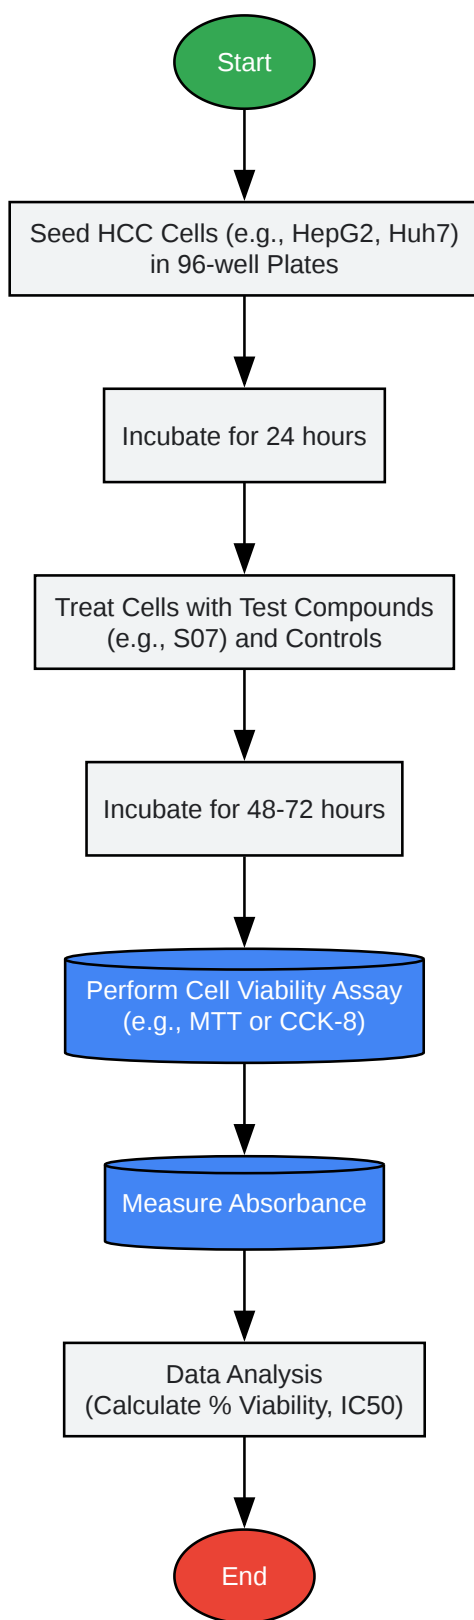 Start
Seed HCC Cells (e.g., HepG2, Huh7)
in 96-well Plates
Incubate for 24 hours
Treat Cells with Test Compounds
(e.g., S07) and Controls
Incubate for 48-72 hours
Perform Cell Viability Assay
(e.g., MTT or CCK-8)
Measure Absorbance
Data Analysis
(Calculate % Viability, IC50)
End